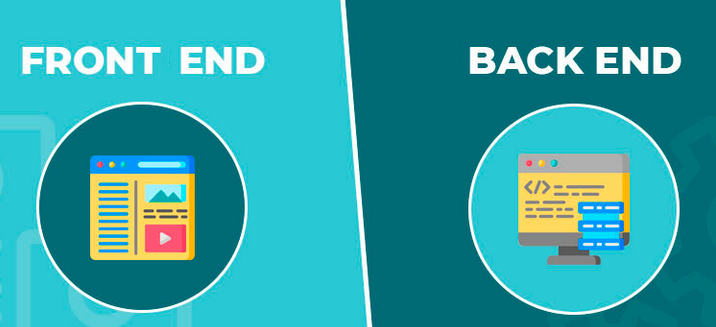 FRONT END
BACK END
</>